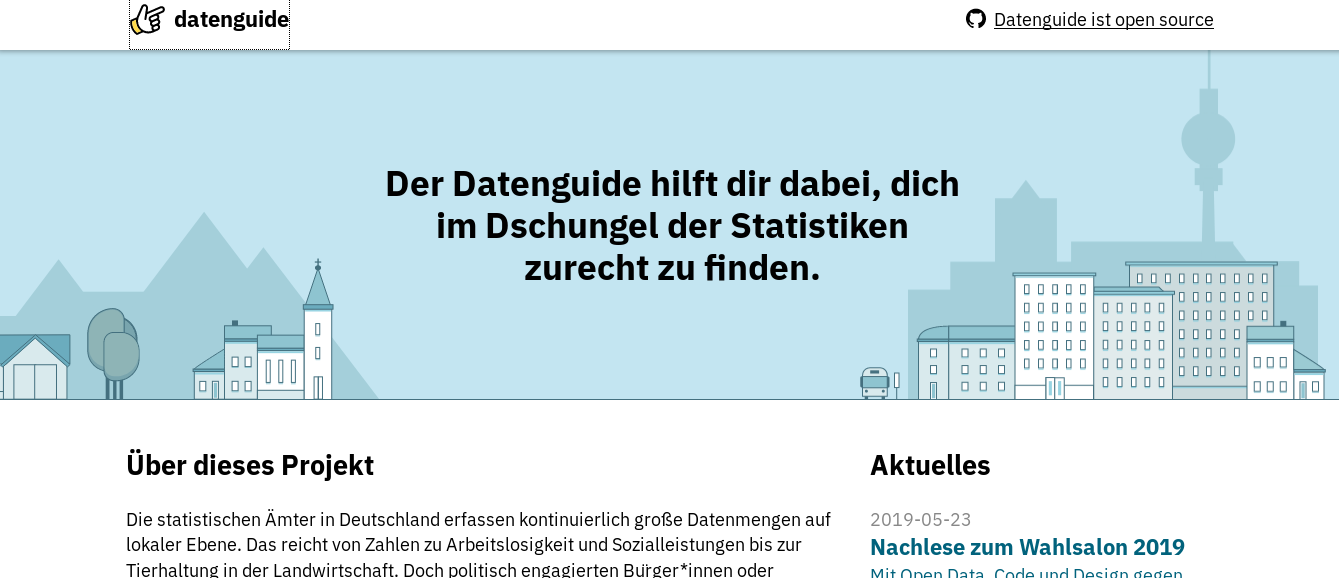 datenguide
Datenguide ist open source
Der Datenguide hilft dir dabei, dich
im Dschungel der Statistiken
zurecht zu finden.
Über dieses Projekt
Die statistischen Ämter in Deutschland erfassen kontinuierlich große Datenmengen auf
lokaler Ebene. Das reicht von Zahlen zu Arbeitslosigkeit und Sozialleistungen bis zur
Tierhaltung in der Landwirtschaft. Doch politisch engagierten Bürger*innen oder
Aktuelles
2019-05-23
Nachlese zum Wahlsalon 2019
Mit Open Data, Code und Design gegen